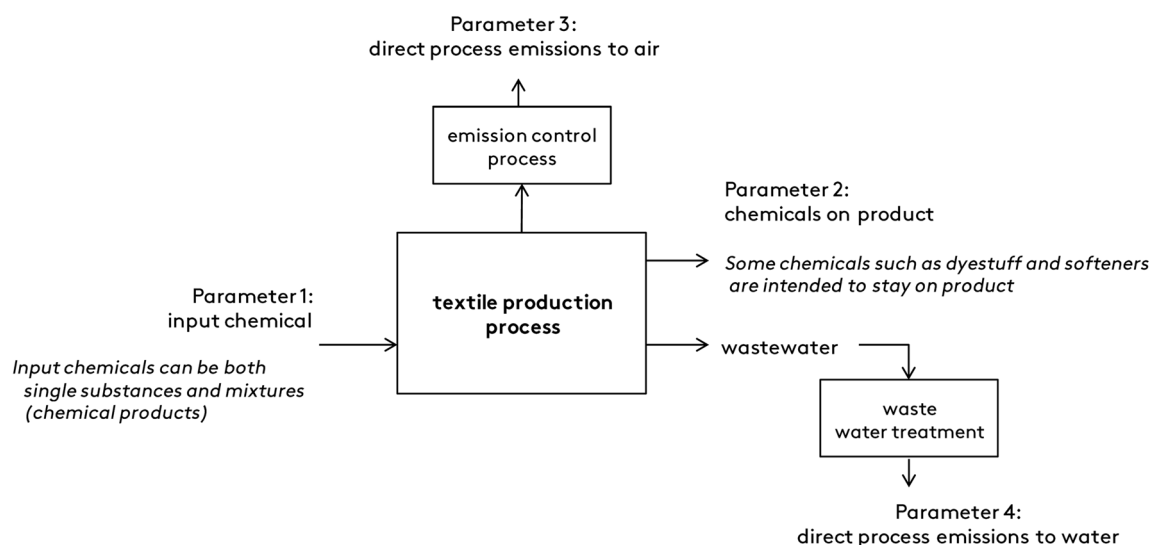 Parameter 3:
direct process emissions to air
emission control
process
Parameter 2:
chemicals on product
Some chemicals such as dyestuff and softeners
are intended to stay on product
textile production
process
Parameter 1:
input chemical
Input chemicals can be both
single substances and mixtures
(chemical products)
wastewater
waste
water treatment
Parameter 4:
direct process emissions to water